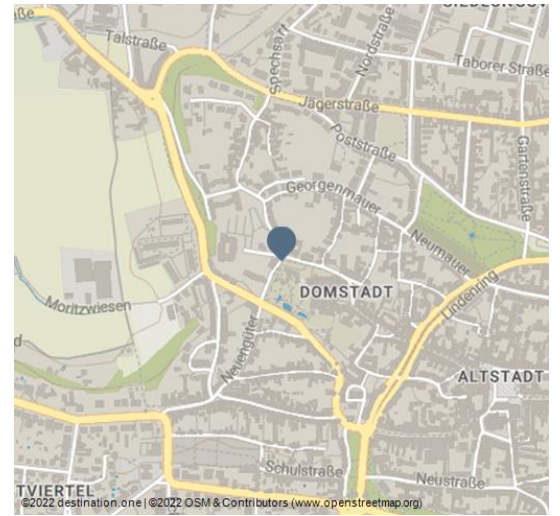 aße
Talstraße
Spechsart
Nordstraße
Taborer Straße
Jägerstraße
Poststraße
Gartenstraße
Georgenmauer
Neumauer
DOMSTADT
Lindenring
Moritzwiesen
Neuengüter
ALTSTADT
Schulstraße
Neustraße
TVIERTEL
©2022 destination.one | ©2022 OSM & Contributors (www.openstreetmap.org)